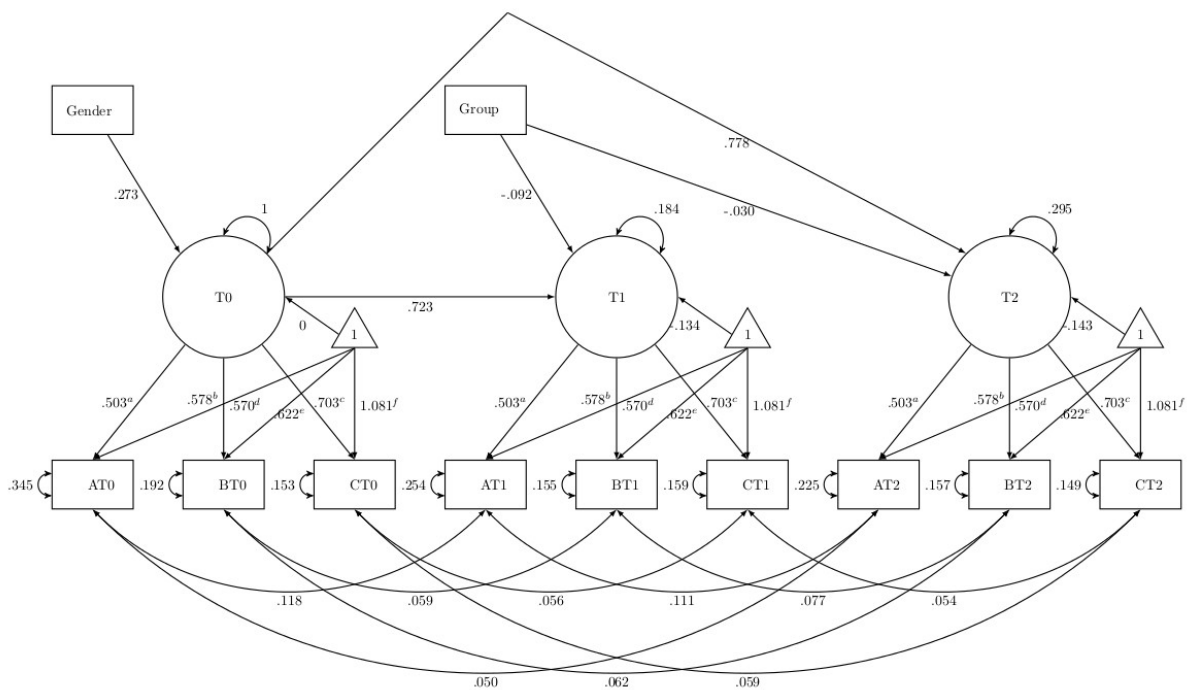 Gender
Group
.778
.273
-.092
-.030
1
.184
.295
T0
T1
T2
.723
0
1
-.134
1
-.143
1
.503ᵃ
.578ᵇ
.570ᵈ
.622ᵉ
.703ᶜ
1.081ᶠ
.503ᵃ
.578ᵇ
.570ᵈ
.622ᵉ
.703ᶜ
1.081ᶠ
.503ᵃ
.578ᵇ
.570ᵈ
.622ᵉ
.703ᶜ
1.081ᶠ
.345
AT0
.192
BT0
.153
CT0
.254
AT1
.155
BT1
.159
CT1
.225
AT2
.157
BT2
.149
CT2
.118
.059
.056
.111
.077
.054
.050
.062
.059